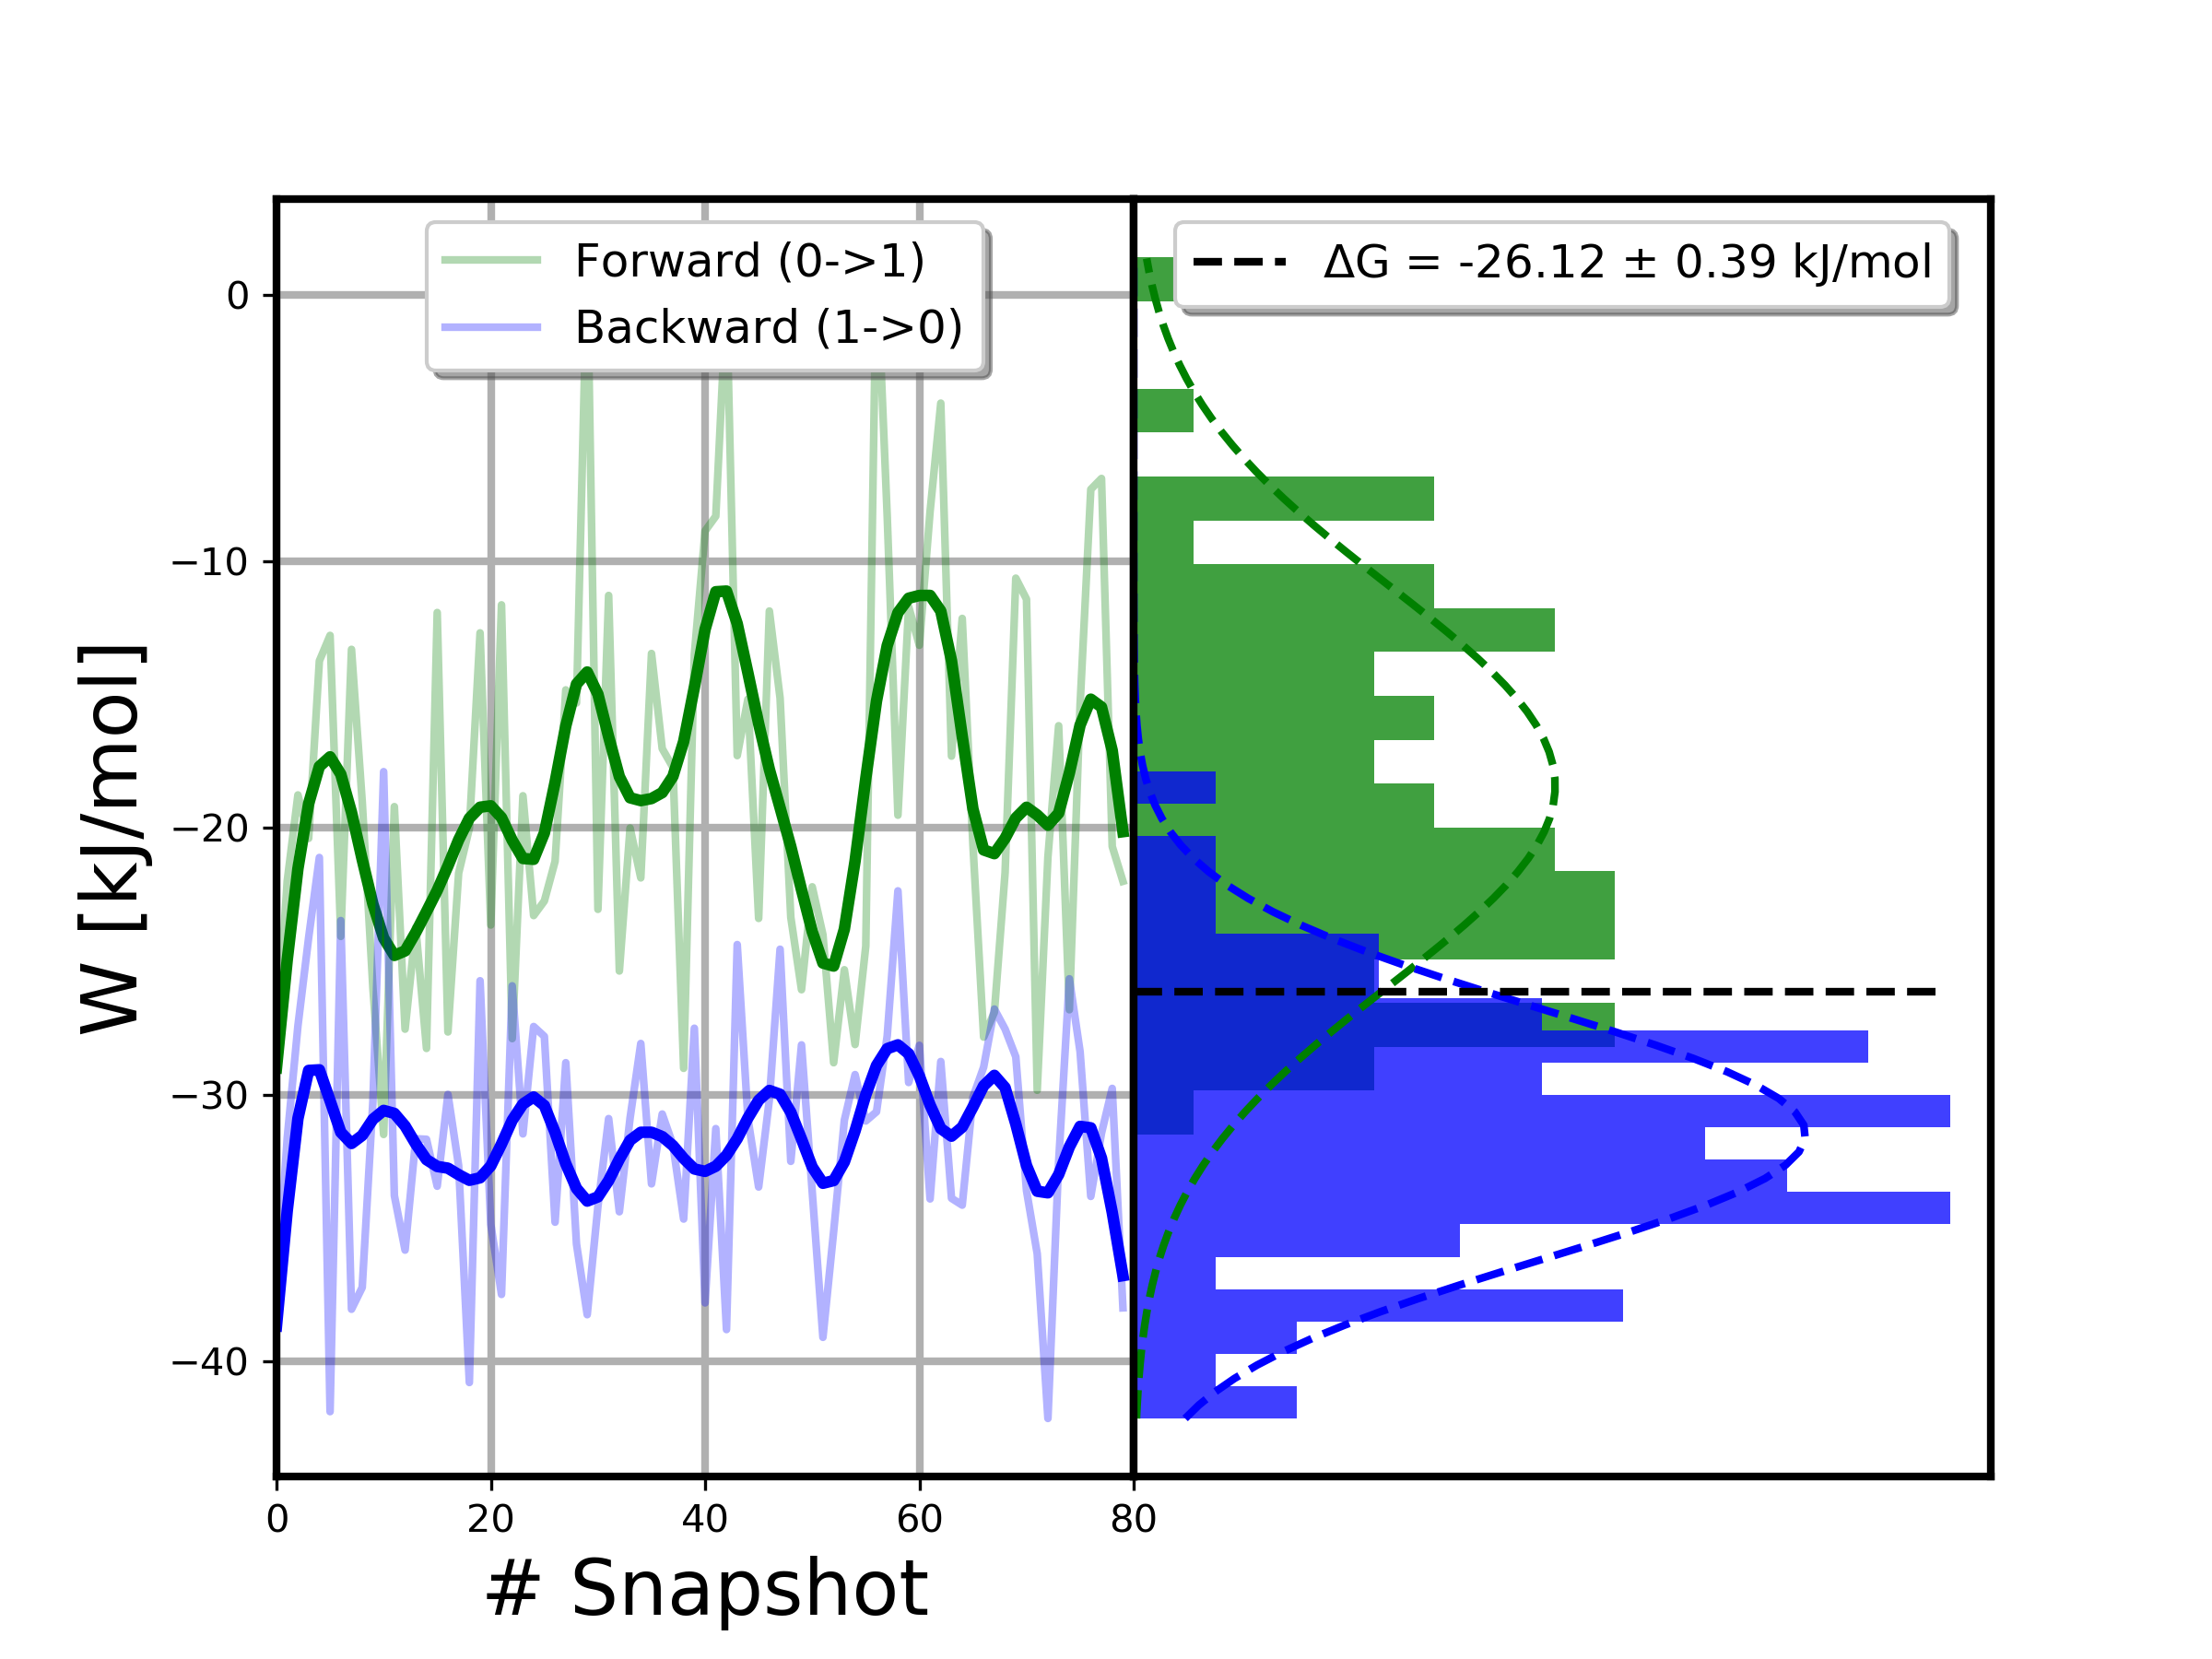 Forward (0->1)
Backward (1->0)
ΔG = -26.12 ± 0.39 kJ/mol
W [kJ/mol]
0
−10
−20
−30
−40
0 20 40 60 80
# Snapshot